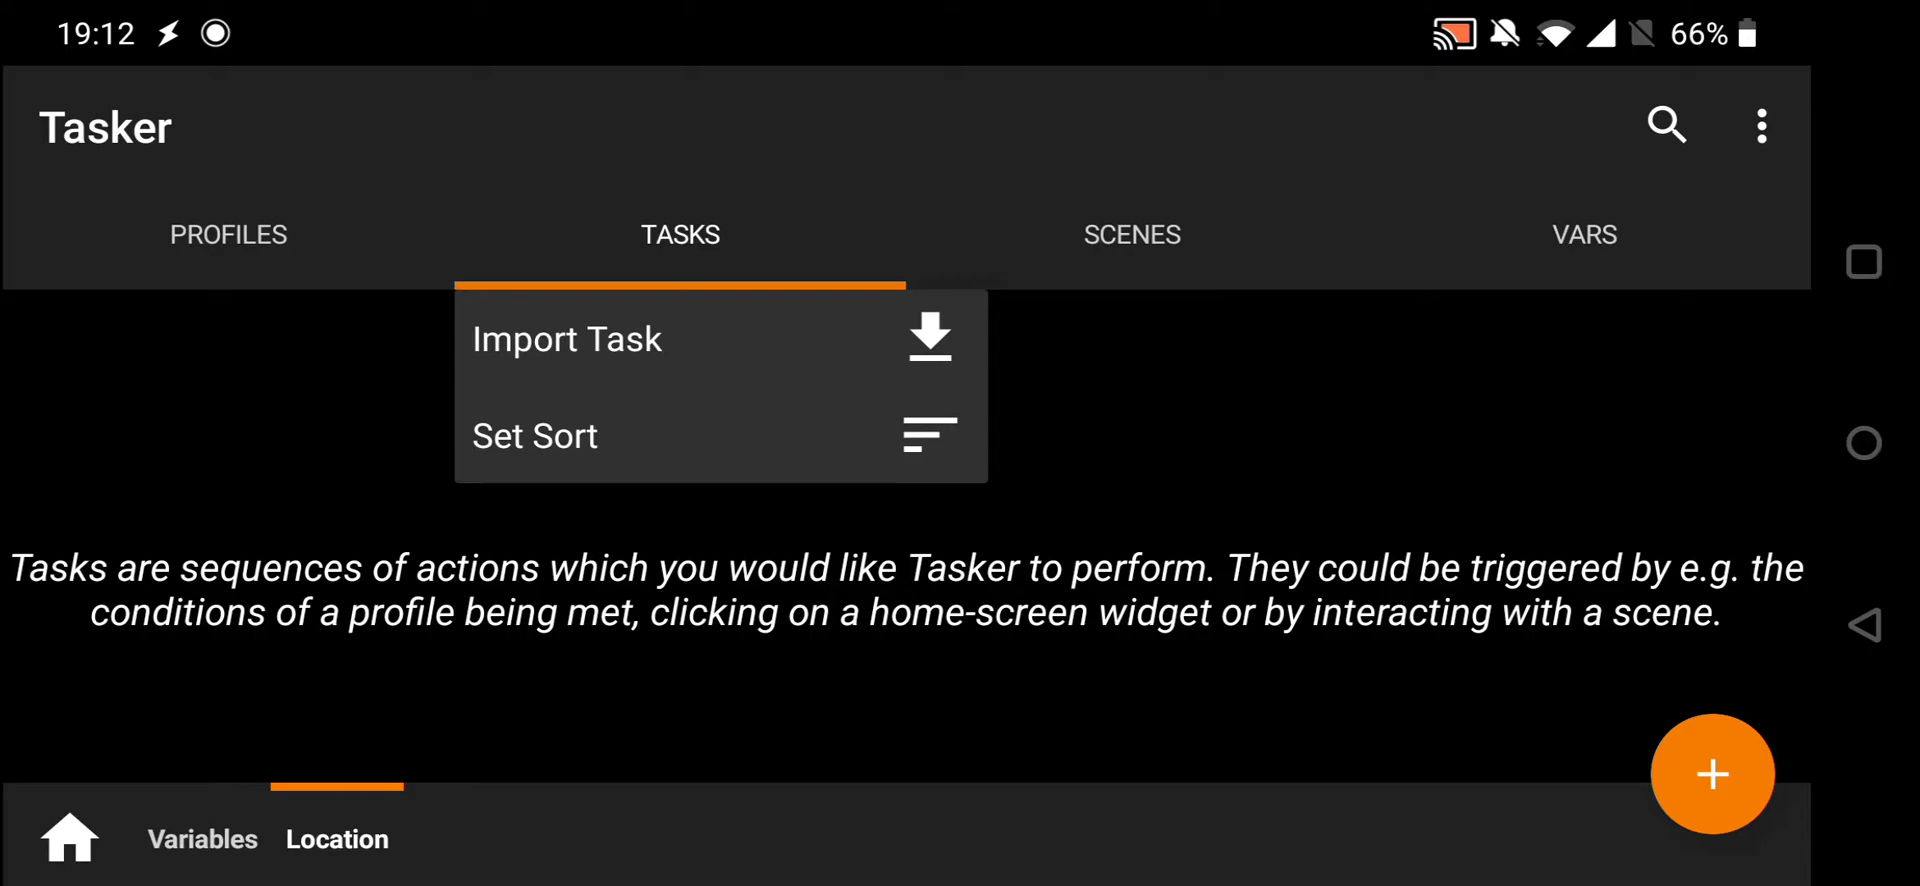 19:12
66%
Tasker
PROFILES
TASKS
SCENES
VARS
Import Task
Set Sort
Tasks are sequences of actions which you would like Tasker to perform. They could be triggered by e.g. the
conditions of a profile being met, clicking on a home-screen widget or by interacting with a scene.
Variables
Location